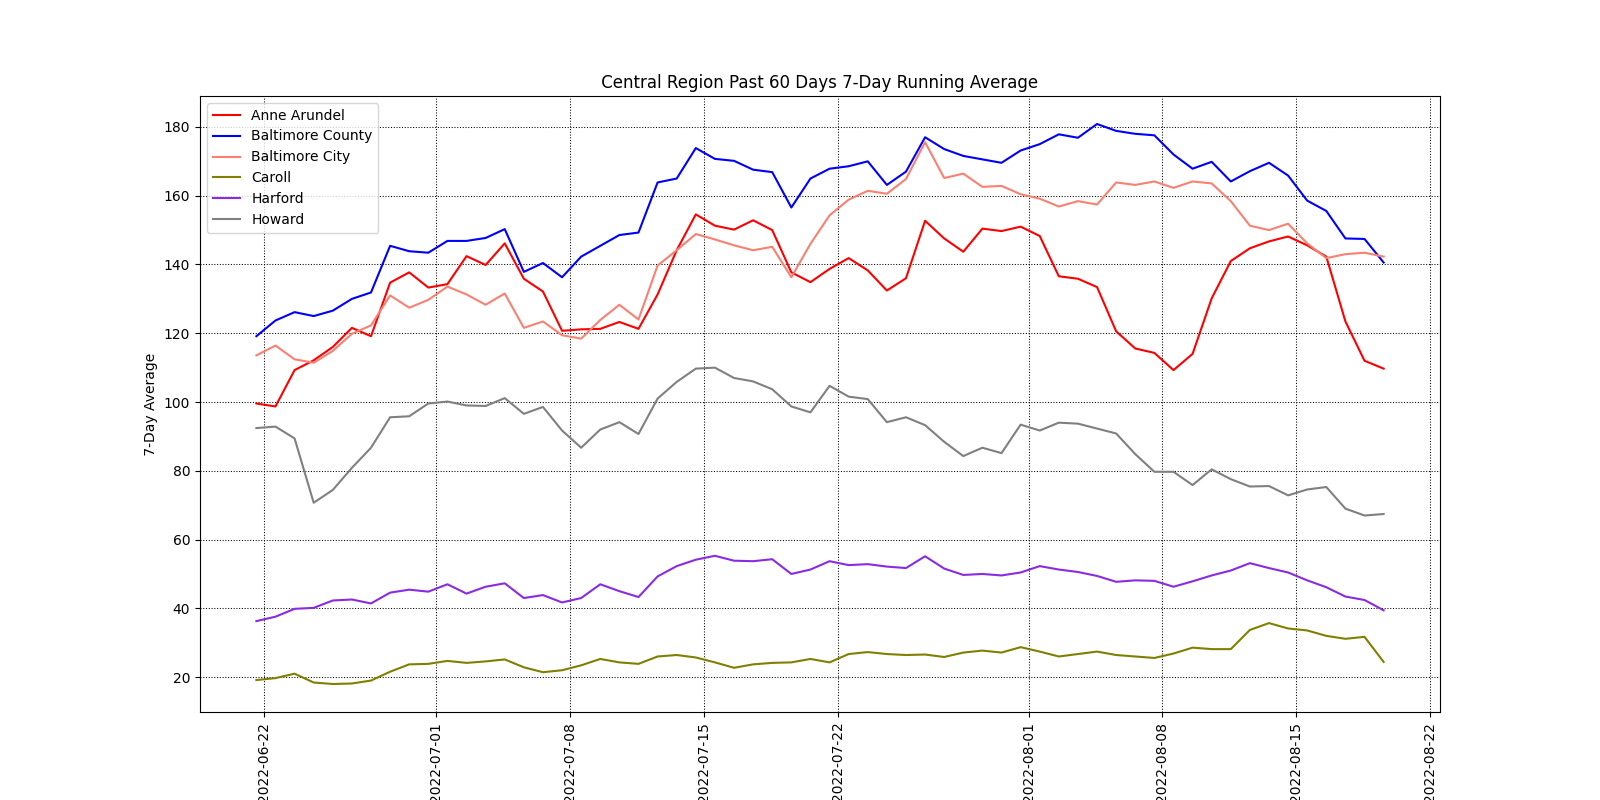 Central Region Past 60 Days 7-Day Running Average
Anne Arundel
Baltimore County
Baltimore City
Caroll
Harford
Howard
7-Day Average
180
160
140
120
100
80
60
40
20
2022-06-22
2022-07-01
2022-07-08
2022-07-15
2022-07-22
2022-08-01
2022-08-08
2022-08-15
2022-08-22